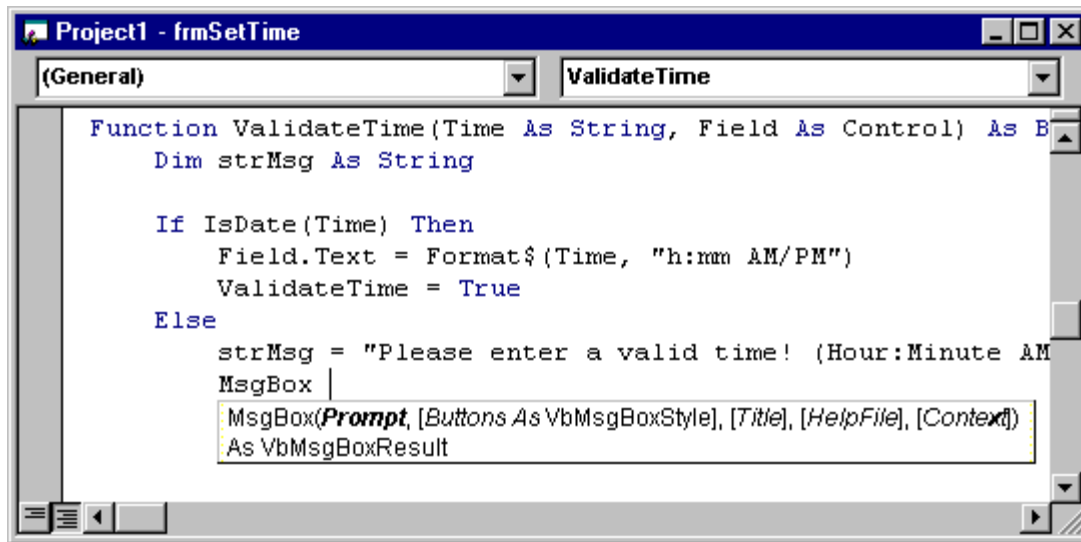 Project1 - frmSetTime
(General)
ValidateTime
Function ValidateTime(Time As String, Field As Control) As B
Dim strMsg As String
If IsDate(Time) Then
Field.Text = Format$(Time, "h:mm AM/PM")
ValidateTime = True
Else
strMsg = "Please enter a valid time! (Hour:Minute AM
MsgBox
MsgBox(Prompt, [Buttons As VbMsgBoxStyle], [Title], [HelpFile], [Context])
As VbMsgBoxResult